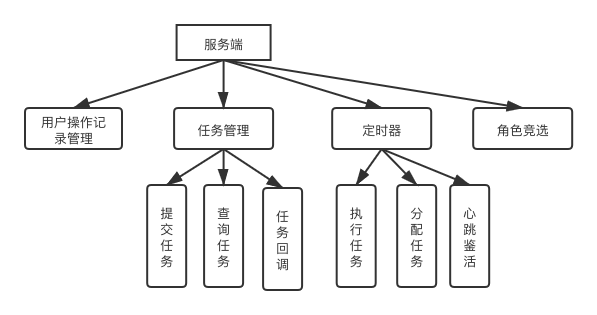 服务端
用户操作记
录管理
任务管理
定时器
角色竞选
提交任务
查询任务
任务回调
执行任务
分配任务
心跳鉴活